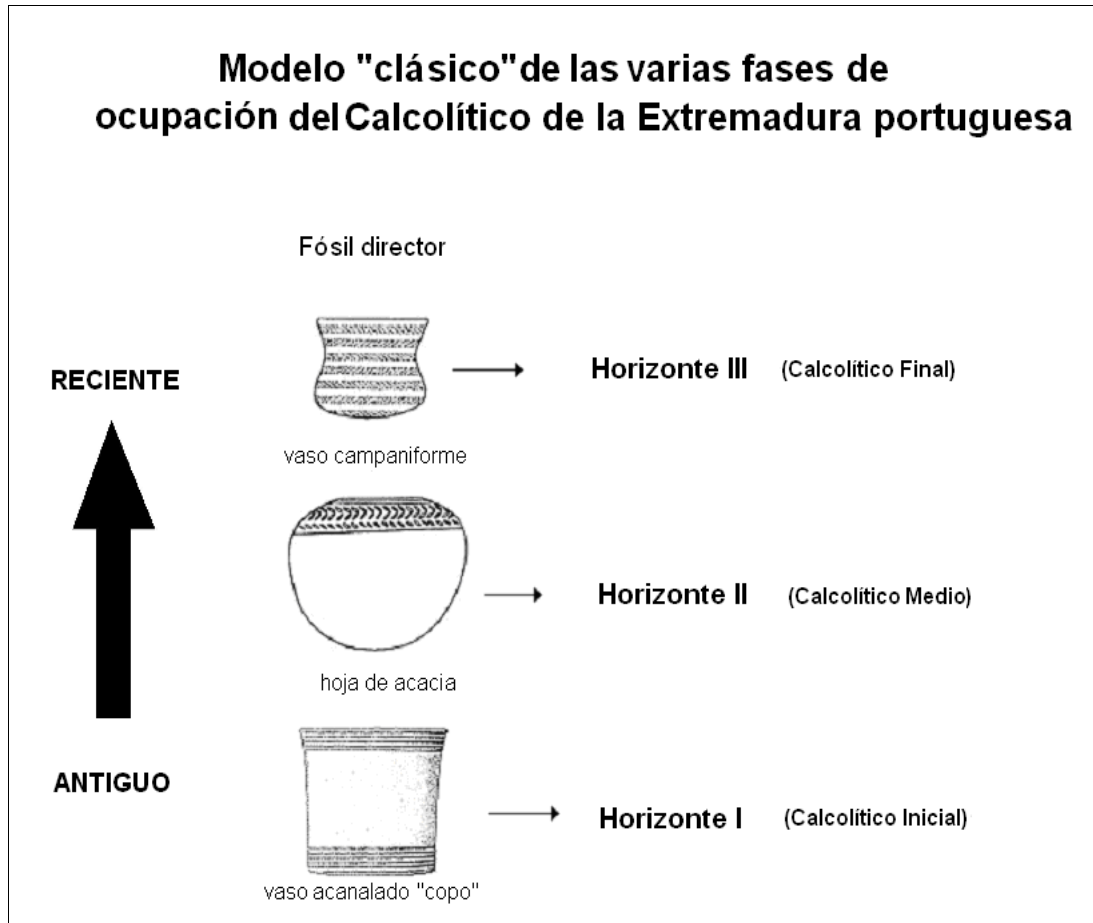 Modelo "clásico"de las varias fases de
ocupación del Calcolítico de la Extremadura portuguesa
Fósil director
RECIENTE
Horizonte III (Calcolítico Final)
vaso campaniforme
Horizonte II (Calcolítico Medio)
hoja de acacia
ANTIGUO
Horizonte I (Calcolítico Inicial)
vaso acanalado "copo"